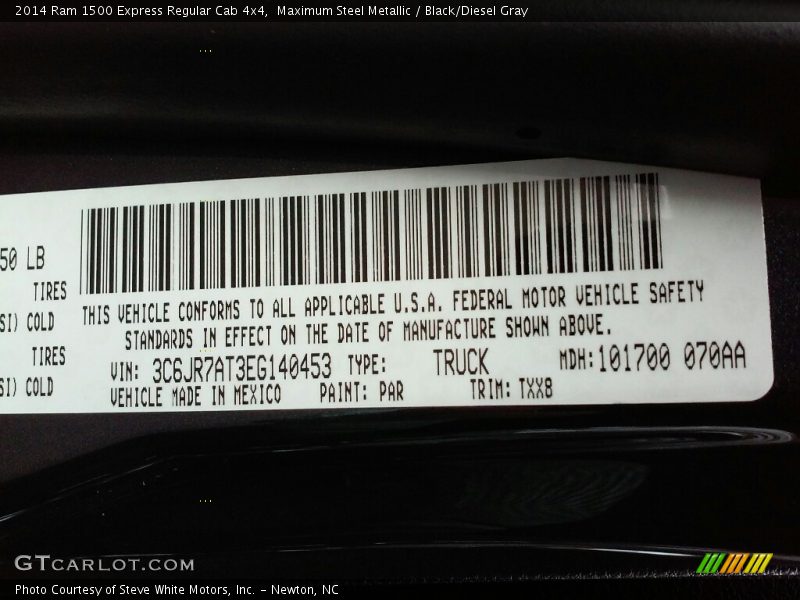 2014 Ram 1500 Express Regular Cab 4x4,  Maximum Steel Metallic / Black/Diesel Gray
50 LB
TIRES
SI) COLD
TIRES
SI) COLD
THIS VEHICLE CONFORMS TO ALL APPLICABLE U.S.A. FEDERAL MOTOR VEHICLE SAFETY
STANDARDS IN EFFECT ON THE DATE OF MANUFACTURE SHOWN ABOVE.
VIN: 3C6JR7AT3EG140453 TYPE: TRUCK MDH:101700 070AA
VEHICLE MADE IN MEXICO PAINT: PAR TRIM: TXX8
GTCARLOT.COM
Photo Courtesy of Steve White Motors, Inc. - Newton, NC